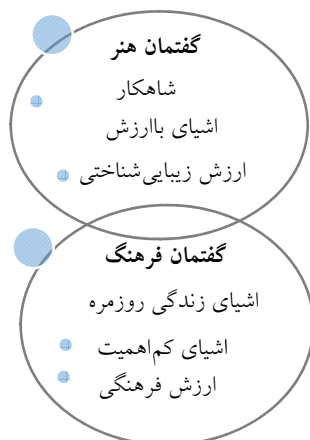 گفتمان هنر
شاهکار
اشیای باارزش
ارزش زیبایی‌شناختی
گفتمان فرهنگ
اشیای زندگی روزمره
اشیای کم‌اهمیت
ارزش فرهنگی